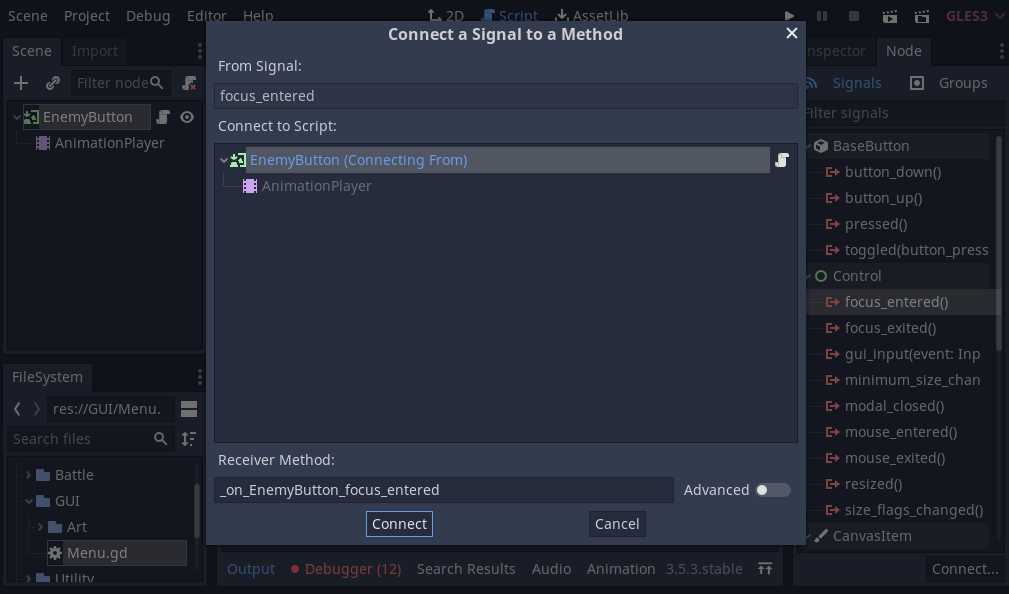 Scene Project Debug Editor Help 2D Script AssetLib GLES3
Connect a Signal to a Method
Scene Import
Filter node
EnemyButton
AnimationPlayer
FileSystem
res://GUI/Menu.
Search files
Battle
GUI
Art
Menu.gd
Utility
From Signal:
focus_entered
Connect to Script:
EnemyButton (Connecting From)
AnimationPlayer
Receiver Method:
_on_EnemyButton_focus_entered
Advanced
Connect Cancel
Output Debugger (12) Search Results Audio Animation 3.5.3.stable
nspector Node
Signals Groups
Filter signals
BaseButton
button_down()
button_up()
pressed()
toggled(button_press
Control
focus_entered()
focus_exited()
gui_input(event: Inp
minimum_size_chan
modal_closed()
mouse_entered()
mouse_exited()
resized()
size_flags_changed()
CanvasItem
Connect...